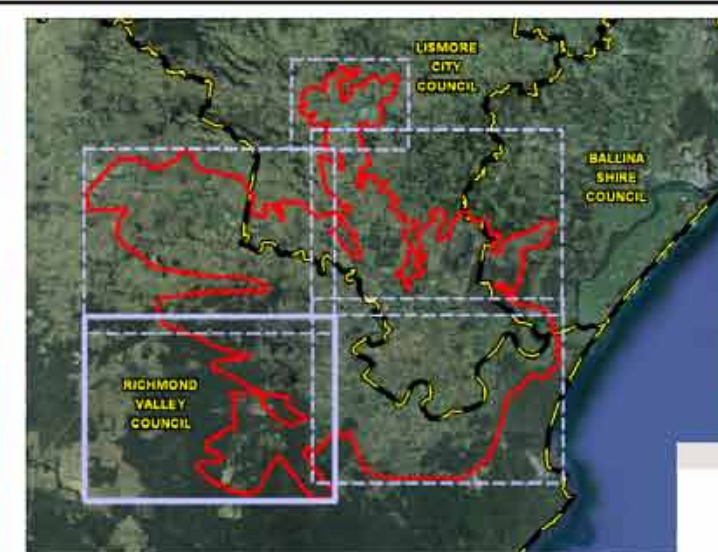 LISMORE
CITY
COUNCIL
BALLINA
SHIRE
COUNCIL
RICHMOND
VALLEY
COUNCIL